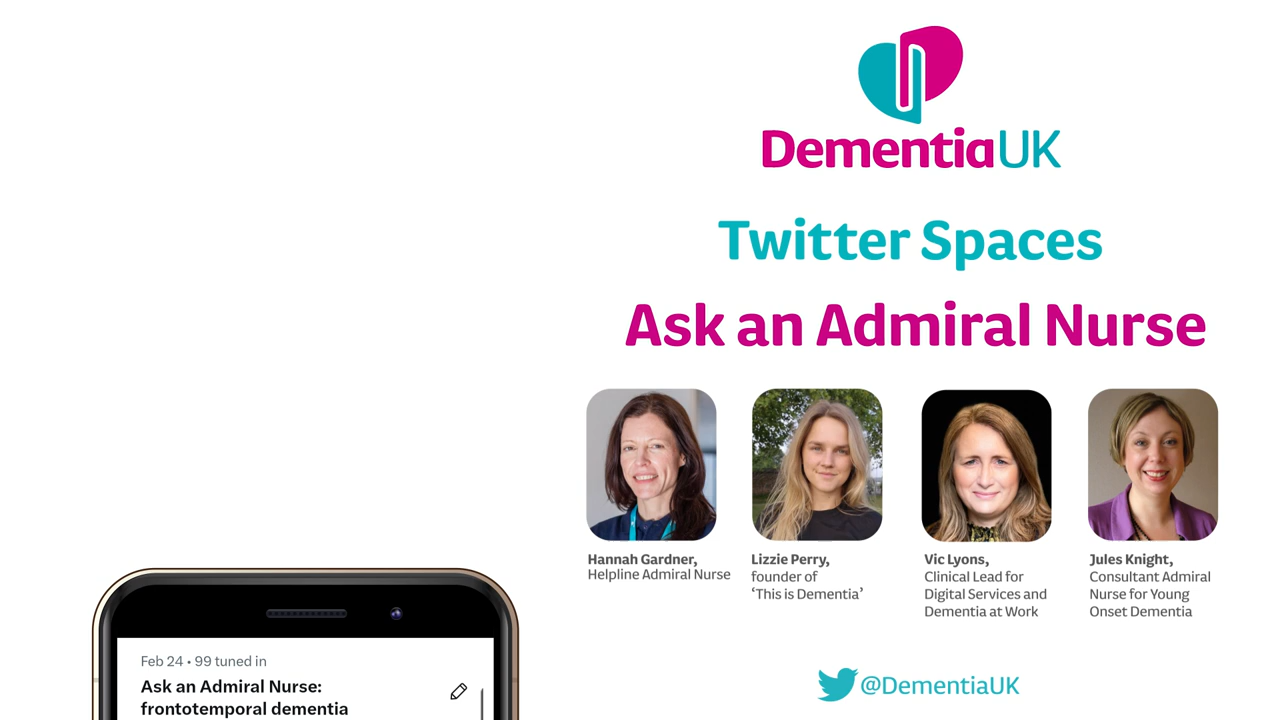 DementiaUK
Twitter Spaces
Ask an Admiral Nurse
Hannah Gardner,
Helpline Admiral Nurse
Lizzie Perry,
founder of
‘This is Dementia’
Vic Lyons,
Clinical Lead for
Digital Services and
Dementia at Work
Jules Knight,
Consultant Admiral
Nurse for Young
Onset Dementia
@DementiaUK
Feb 24 • 99 tuned in
Ask an Admiral Nurse:
frontotemporal dementia